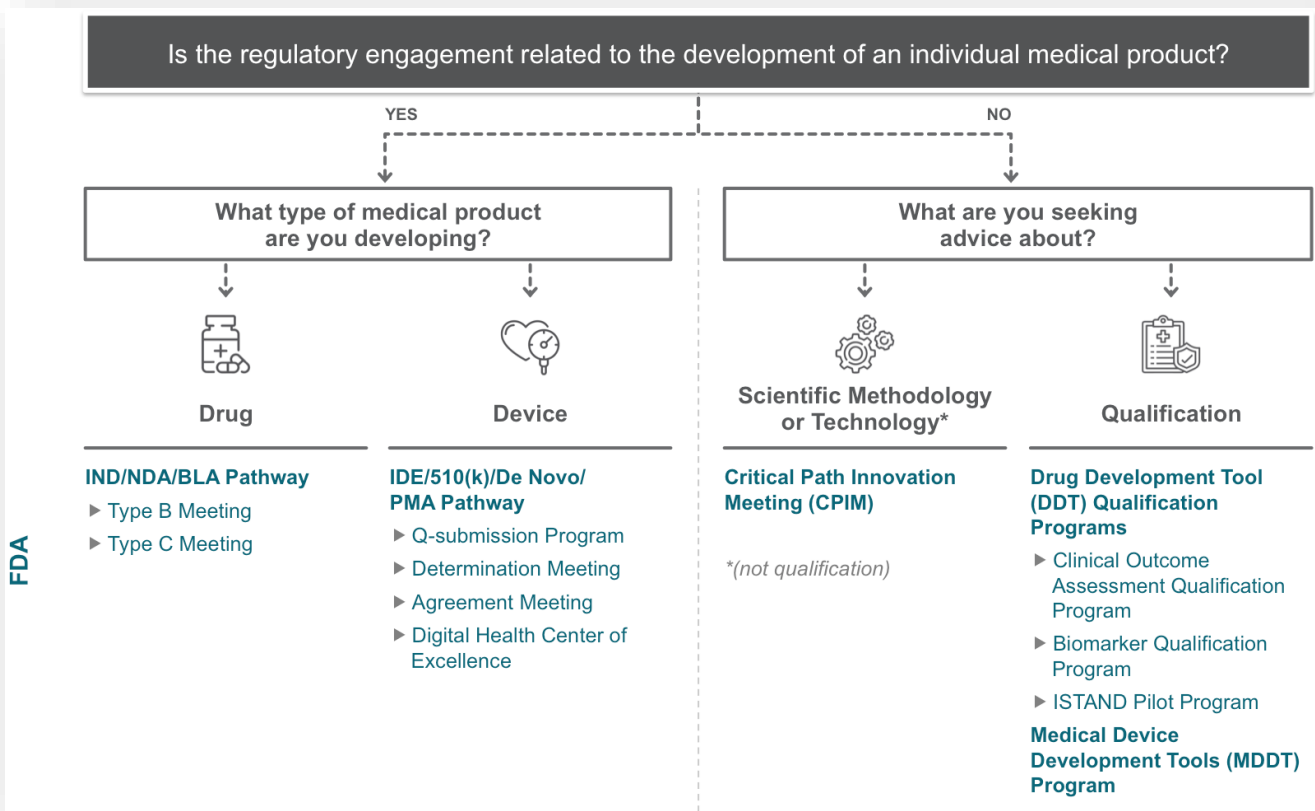 Is the regulatory engagement related to the development of an individual medical product?
YES
NO
What type of medical product
are you developing?
What are you seeking
advice about?
Drug
Device
Scientific Methodology
or Technology*
Qualification
FDA
IND/NDA/BLA Pathway
Type B Meeting
Type C Meeting
IDE/510(k)/De Novo/
PMA Pathway
Q-submission Program
Determination Meeting
Agreement Meeting
Digital Health Center of
Excellence
Critical Path Innovation
Meeting (CPIM)
*(not qualification)
Drug Development Tool
(DDT) Qualification
Programs
Clinical Outcome
Assessment Qualification
Program
Biomarker Qualification
Program
ISTAND Pilot Program
Medical Device
Development Tools (MDDT)
Program